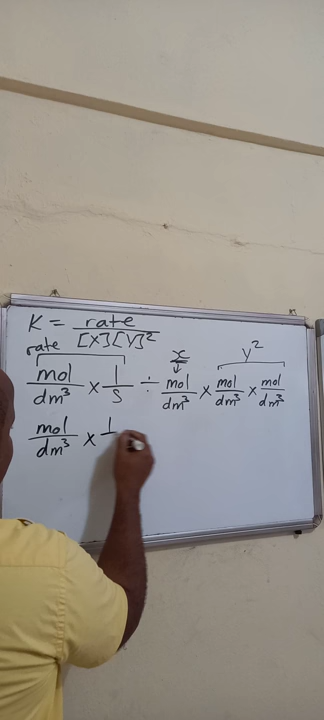 K = rate / [X][Y]²
rate x y²
mol/dm³ × 1/S ÷ mol/dm³ × mol/dm³ × mol/dm³
mol/dm³ × 1/